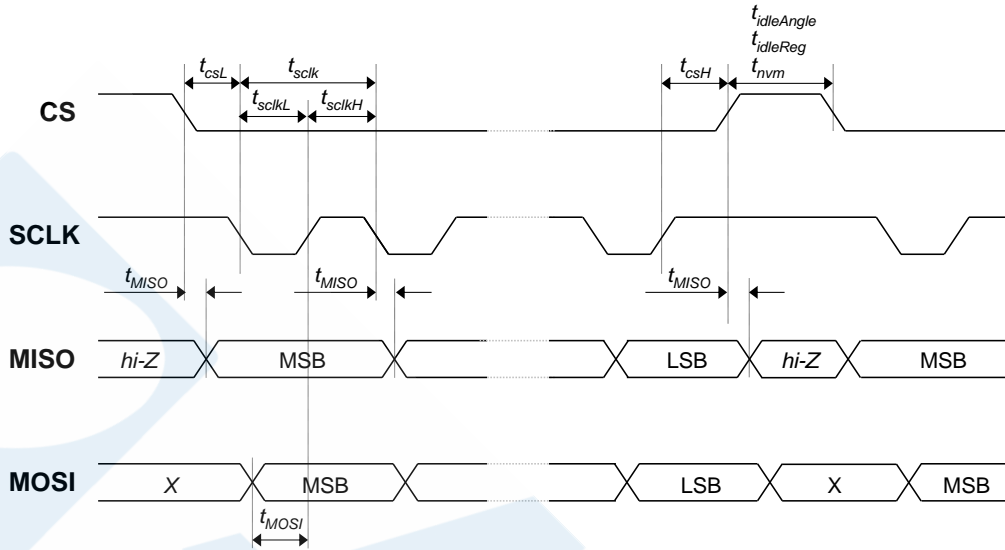 t_idleAngle
t_idleReg
t_csL t_sclk t_csH t_nvm
t_sclkL t_sclkH
CS
SCLK
t_MISO t_MISO t_MISO
MISO hi-Z MSB LSB hi-Z MSB
MOSI X MSB LSB X MSB
t_MOSI